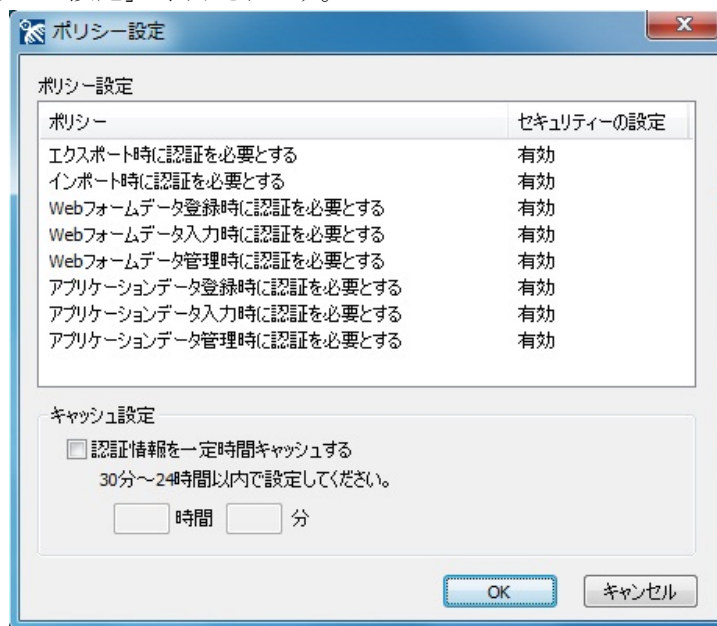 ポリシー設定
ポリシー設定
ポリシー セキュリティーの設定
エクスポート時に認証を必要とする 有効
インポート時に認証を必要とする 有効
Webフォームデータ登録時に認証を必要とする 有効
Webフォームデータ入力時に認証を必要とする 有効
Webフォームデータ管理時に認証を必要とする 有効
アプリケーションデータ登録時に認証を必要とする 有効
アプリケーションデータ入力時に認証を必要とする 有効
アプリケーションデータ管理時に認証を必要とする 有効
キャッシュ設定
認証情報を一定時間キャッシュする
30分～24時間以内で設定してください。
時間 分
OK キャンセル